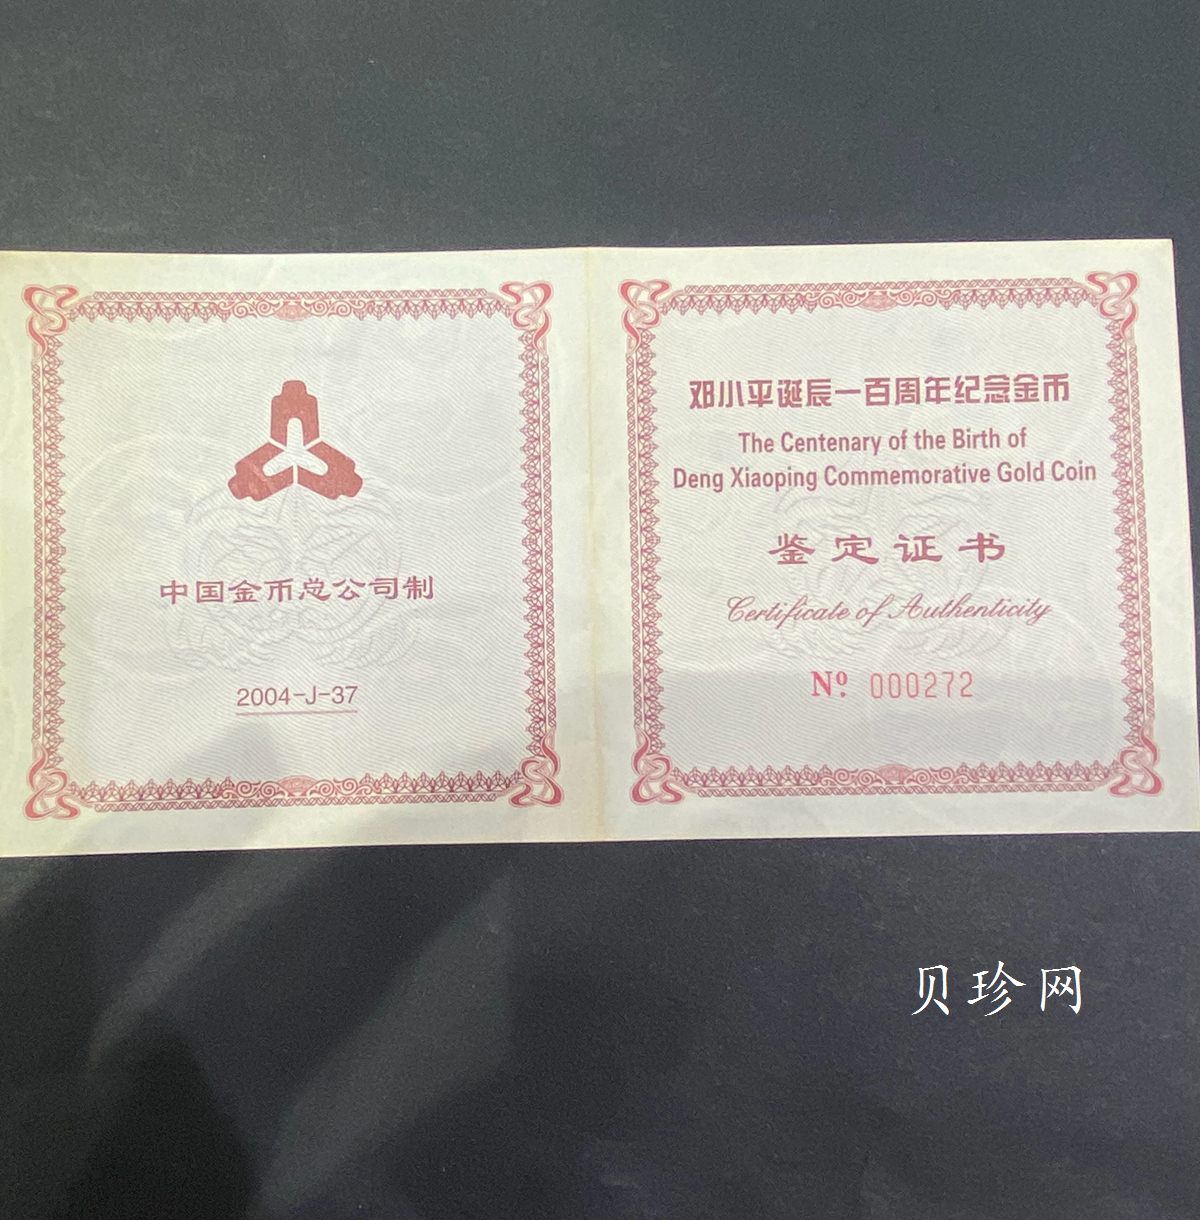 中国金币总公司制
2004-J-37
邓小平诞辰一百周年纪念金币
The Centenary of the Birth of
Deng Xiaoping Commemorative Gold Coin
鉴定证书
Certificate of Authenticity
Nº 000272
贝珍网